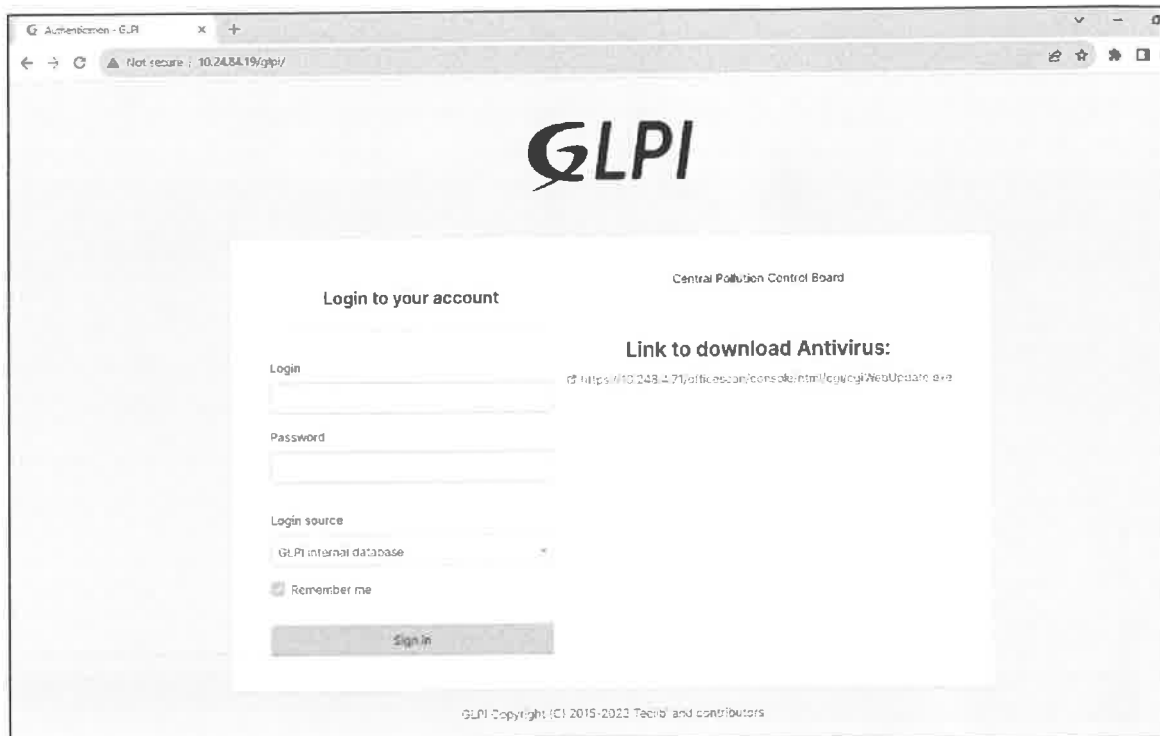 Authentication - GLPI
Not secure | 10.24.84.19/glpi/
GLPI
Login to your account
Login
Password
Login source
GLPI internal database
Remember me
Sign in
Central Pollution Control Board
Link to download Antivirus:
GLPI Copyright (C) 2015-2022 Teclib' and contributors